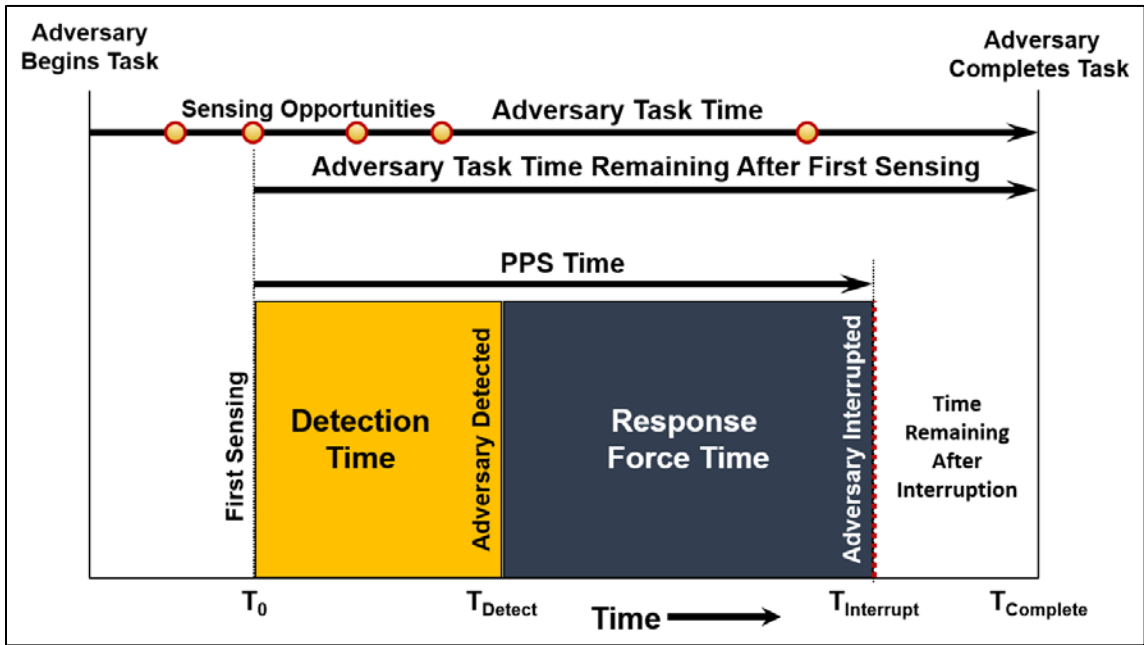 Adversary
Begins Task
Adversary
Completes Task
Sensing Opportunities
Adversary Task Time
Adversary Task Time Remaining After First Sensing
PPS Time
First Sensing
Detection
Time
Adversary Detected
Response
Force Time
Adversary Interrupted
Time
Remaining
After
Interruption
T0
TDetect
Time
TInterrupt
TComplete